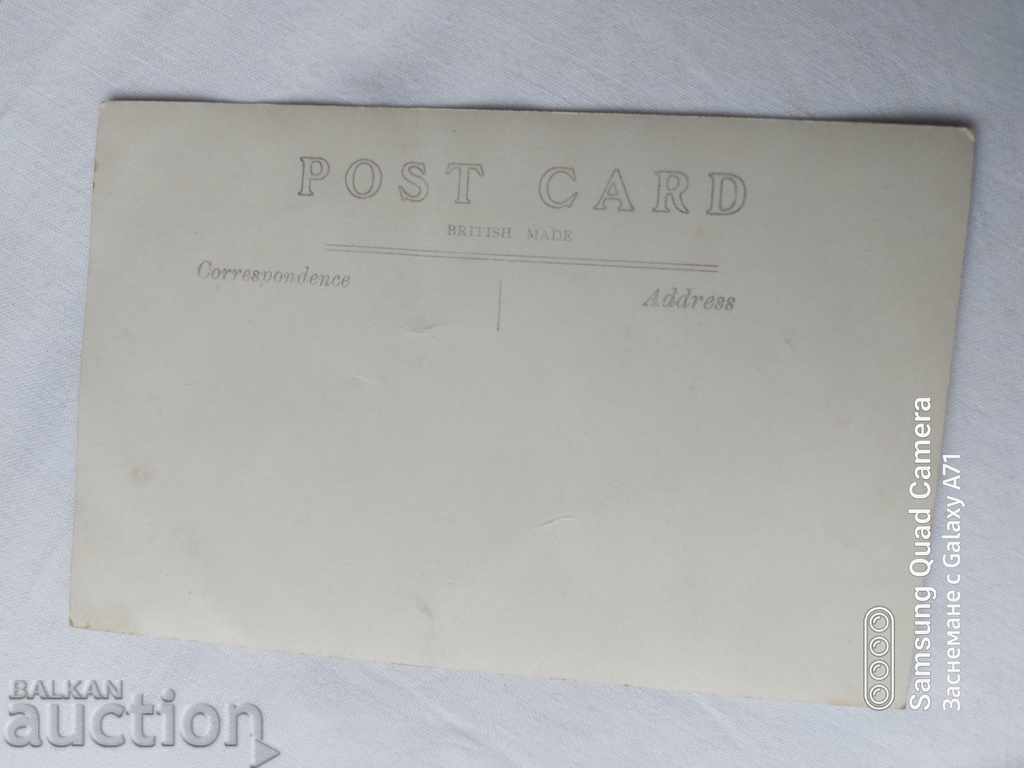 POST CARD
BRITISH MADE
Correspondence
Address
Samsung Quad Camera
Заснемане с Galaxy A71
BALKAN
auction